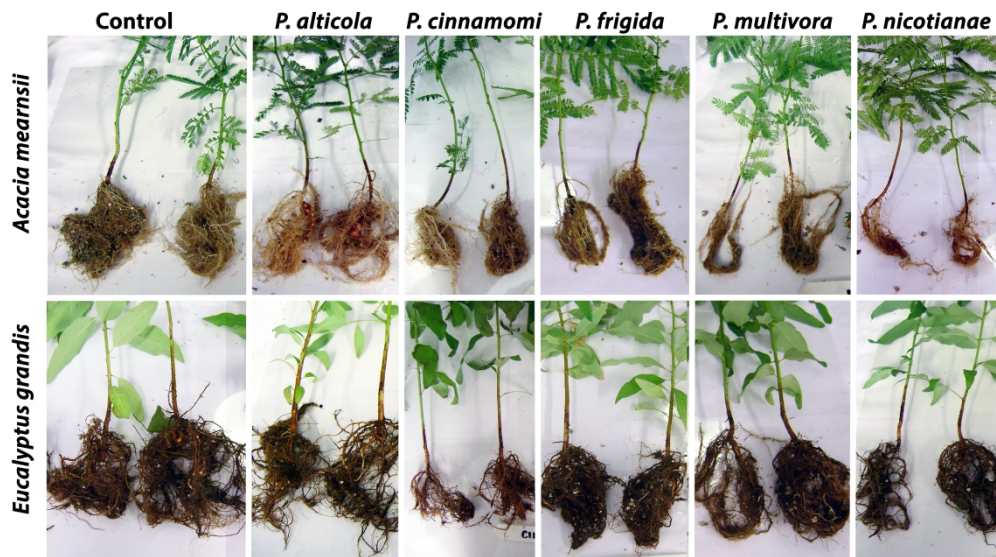 Control P. alticola P. cinnamomi P. frigida P. multivora P. nicotianae
Acacia mearnsii
Eucalyptus grandis